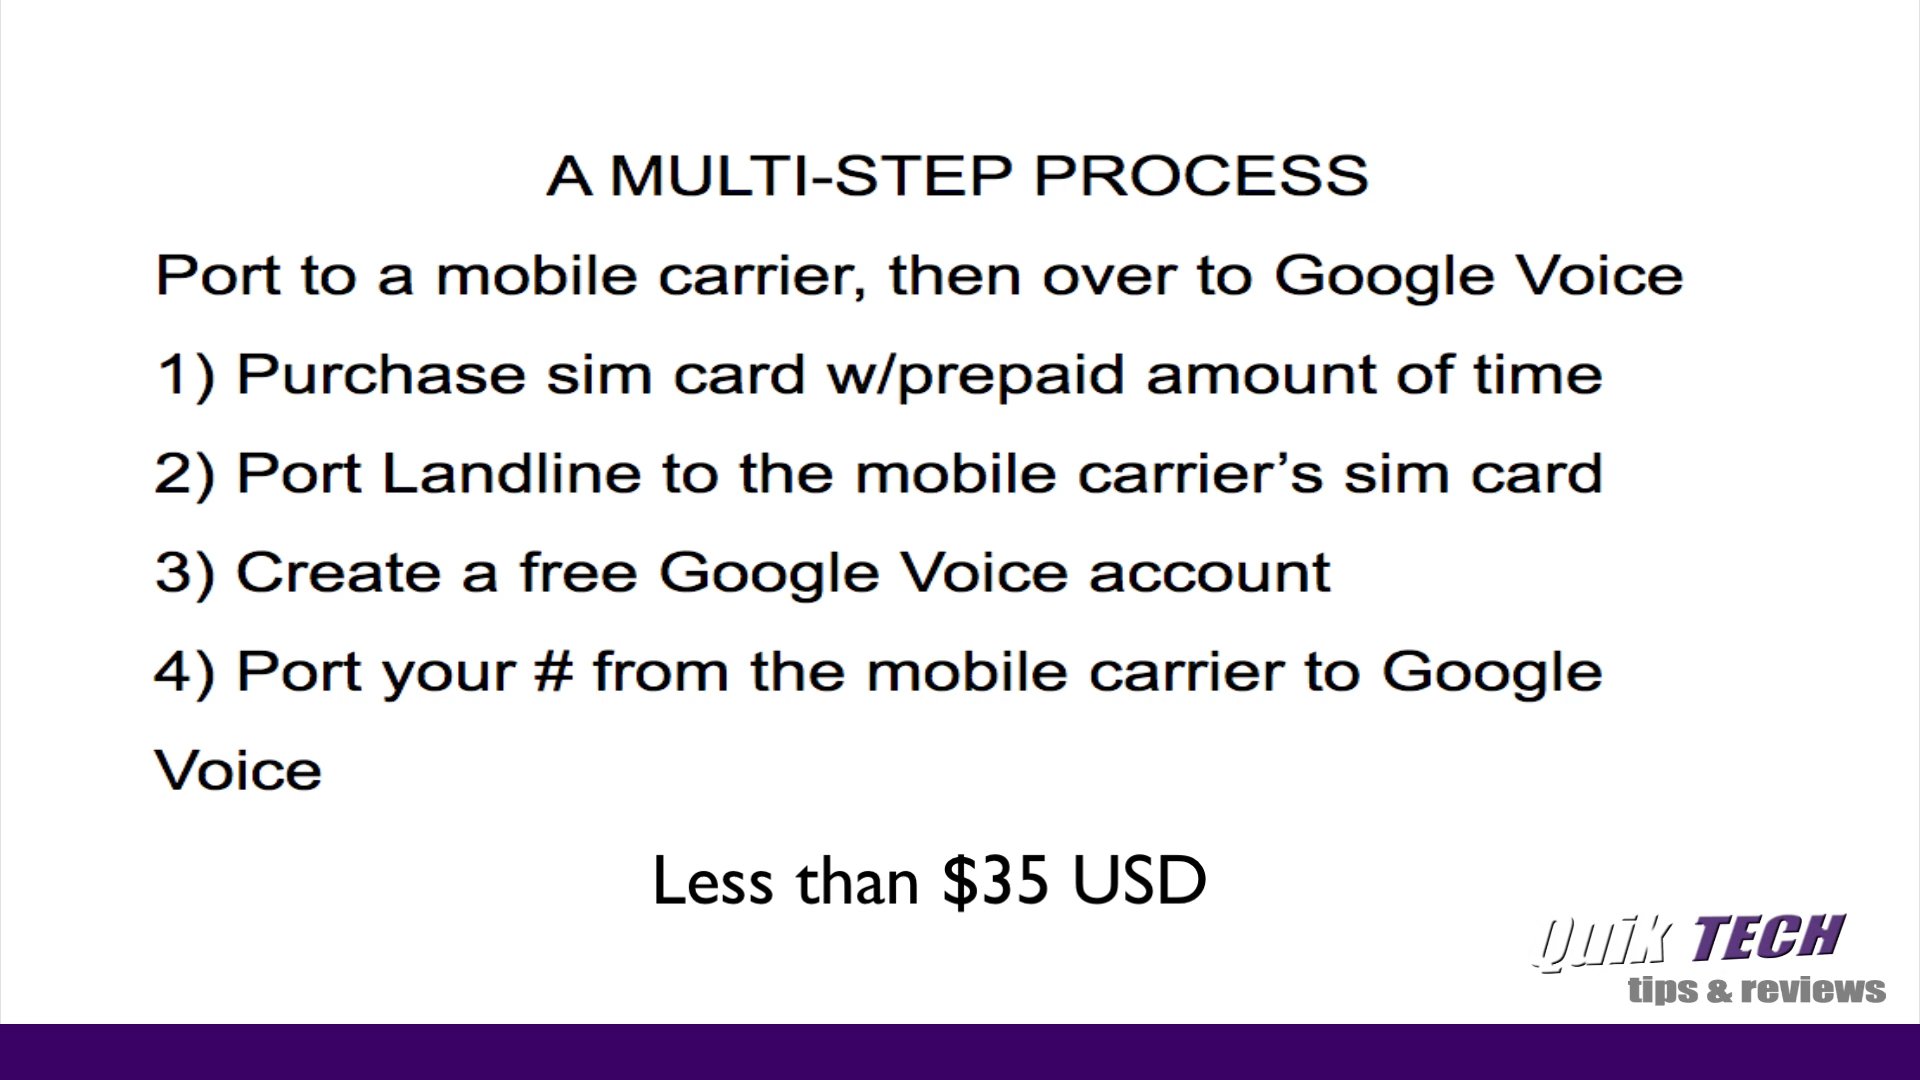 A MULTI-STEP PROCESS
Port to a mobile carrier, then over to Google Voice
1) Purchase sim card w/prepaid amount of time
2) Port Landline to the mobile carrier’s sim card
3) Create a free Google Voice account
4) Port your # from the mobile carrier to Google
Voice
Less than $35 USD
Quik TECH
tips & reviews